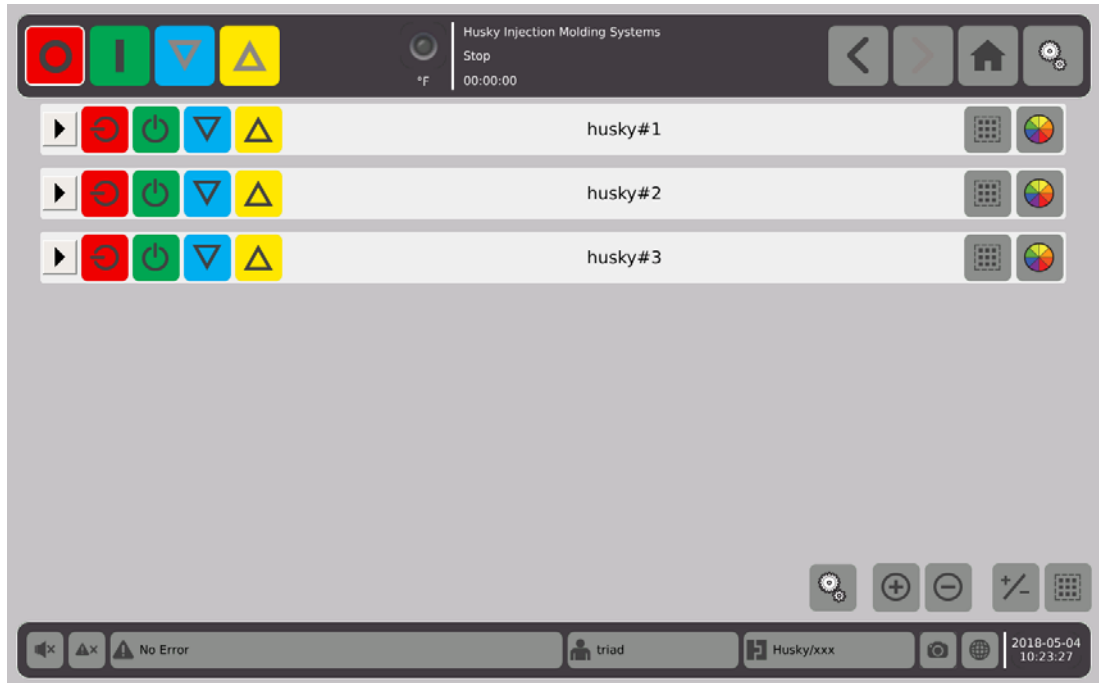 Husky Injection Molding Systems
Stop
°F
00:00:00
husky#1
husky#2
husky#3
+/-
No Error
triad
Husky/xxx
2018-05-04
10:23:27